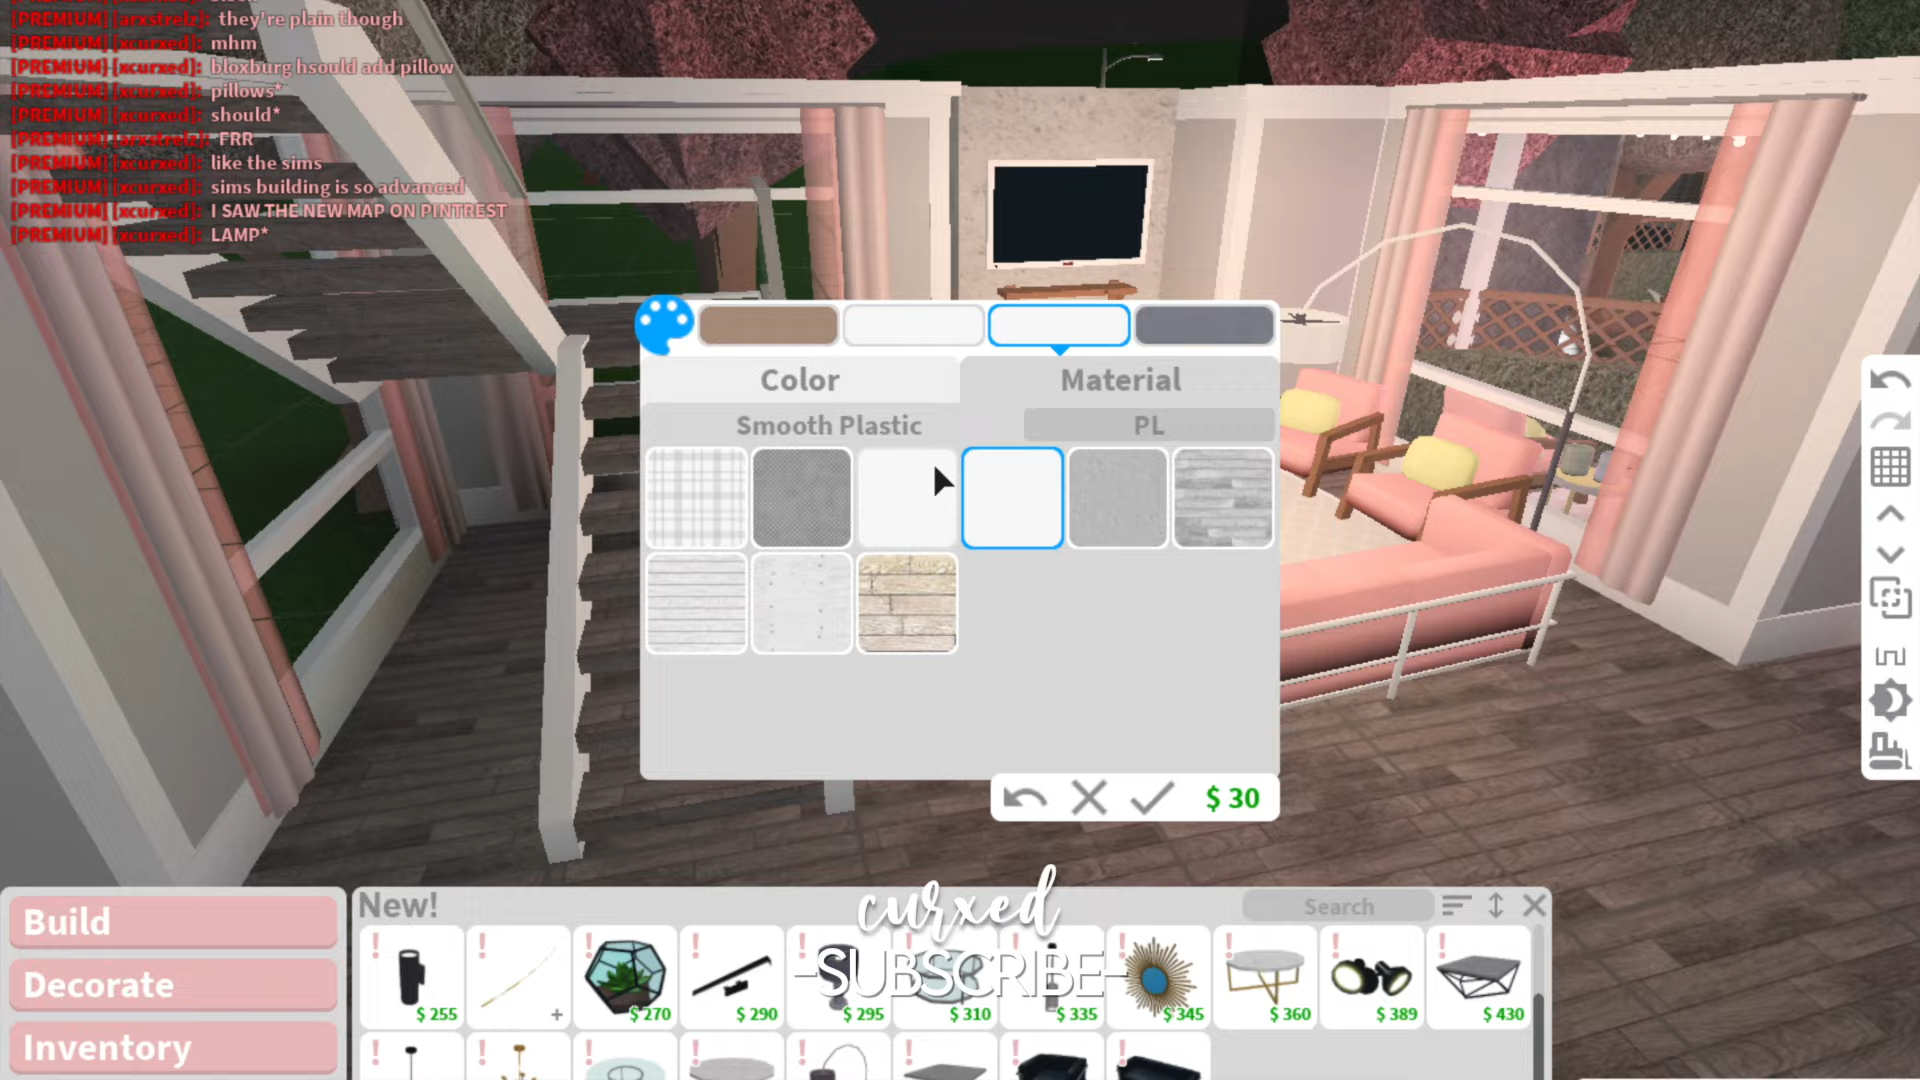 [PREMIUM] [arxstrelz]: they're plain though
[PREMIUM] [xcurxed]: mhm
[PREMIUM] [xcurxed]: bloxburg hsould add pillow
[PREMIUM] [xcurxed]: pillows*
[PREMIUM] [xcurxed]: should*
[PREMIUM] [arxstrelz]: FRR
[PREMIUM] [xcurxed]: like the sims
[PREMIUM] [xcurxed]: sims building is so advanced
[PREMIUM] [xcurxed]: I SAW THE NEW MAP ON PINTREST
[PREMIUM] [xcurxed]: LAMP*
Color
Material
Smooth Plastic
PL
$ 30
Build
Decorate
Inventory
New!
Search
curxed
-SUBSCRIBE-
$ 255
+
$ 270
$ 290
$ 295
$ 310
$ 335
$ 345
$ 360
$ 389
$ 430